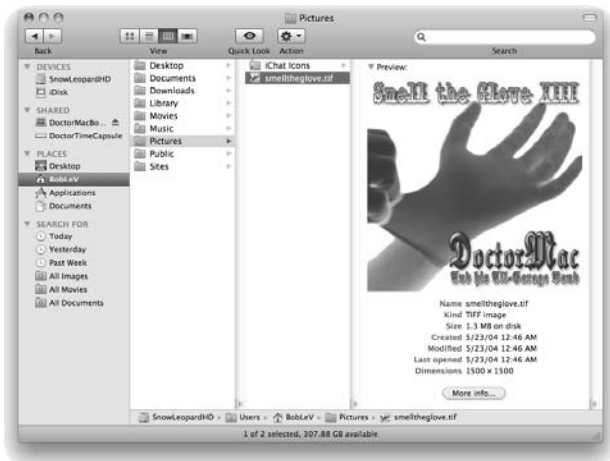 Pictures
Back
View
Quick Look
Action
Search
DEVICES
SnowLeopardHD
iDisk
SHARED
DoctorMacBo...
DoctorTimeCapsule
PLACES
Desktop
BobLeV
Applications
Documents
SEARCH FOR
Today
Yesterday
Past Week
All Images
All Movies
All Documents
Desktop
Documents
Downloads
Library
Movies
Music
Pictures
Public
Sites
iChat Icons
smelltheglove.tif
Preview:
Smell the Glove XIII
DoctorMac
And his All-Garage Band
Name smelltheglove.tif
Kind TIFF image
Size 1.3 MB on disk
Created 5/23/04 12:46 AM
Modified 5/23/04 12:46 AM
Last opened 5/23/04 12:46 AM
Dimensions 1500 x 1500
More info...
SnowLeopardHD Users BobLeV Pictures smelltheglove.tif
1 of 2 selected, 307.88 GB available